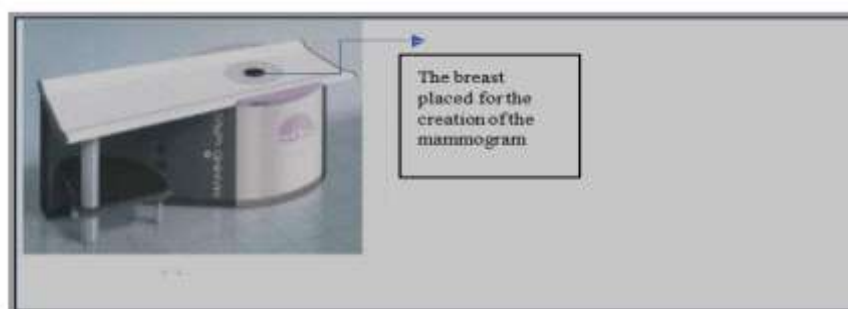 The breast
placed for the
creation of the
mammogram